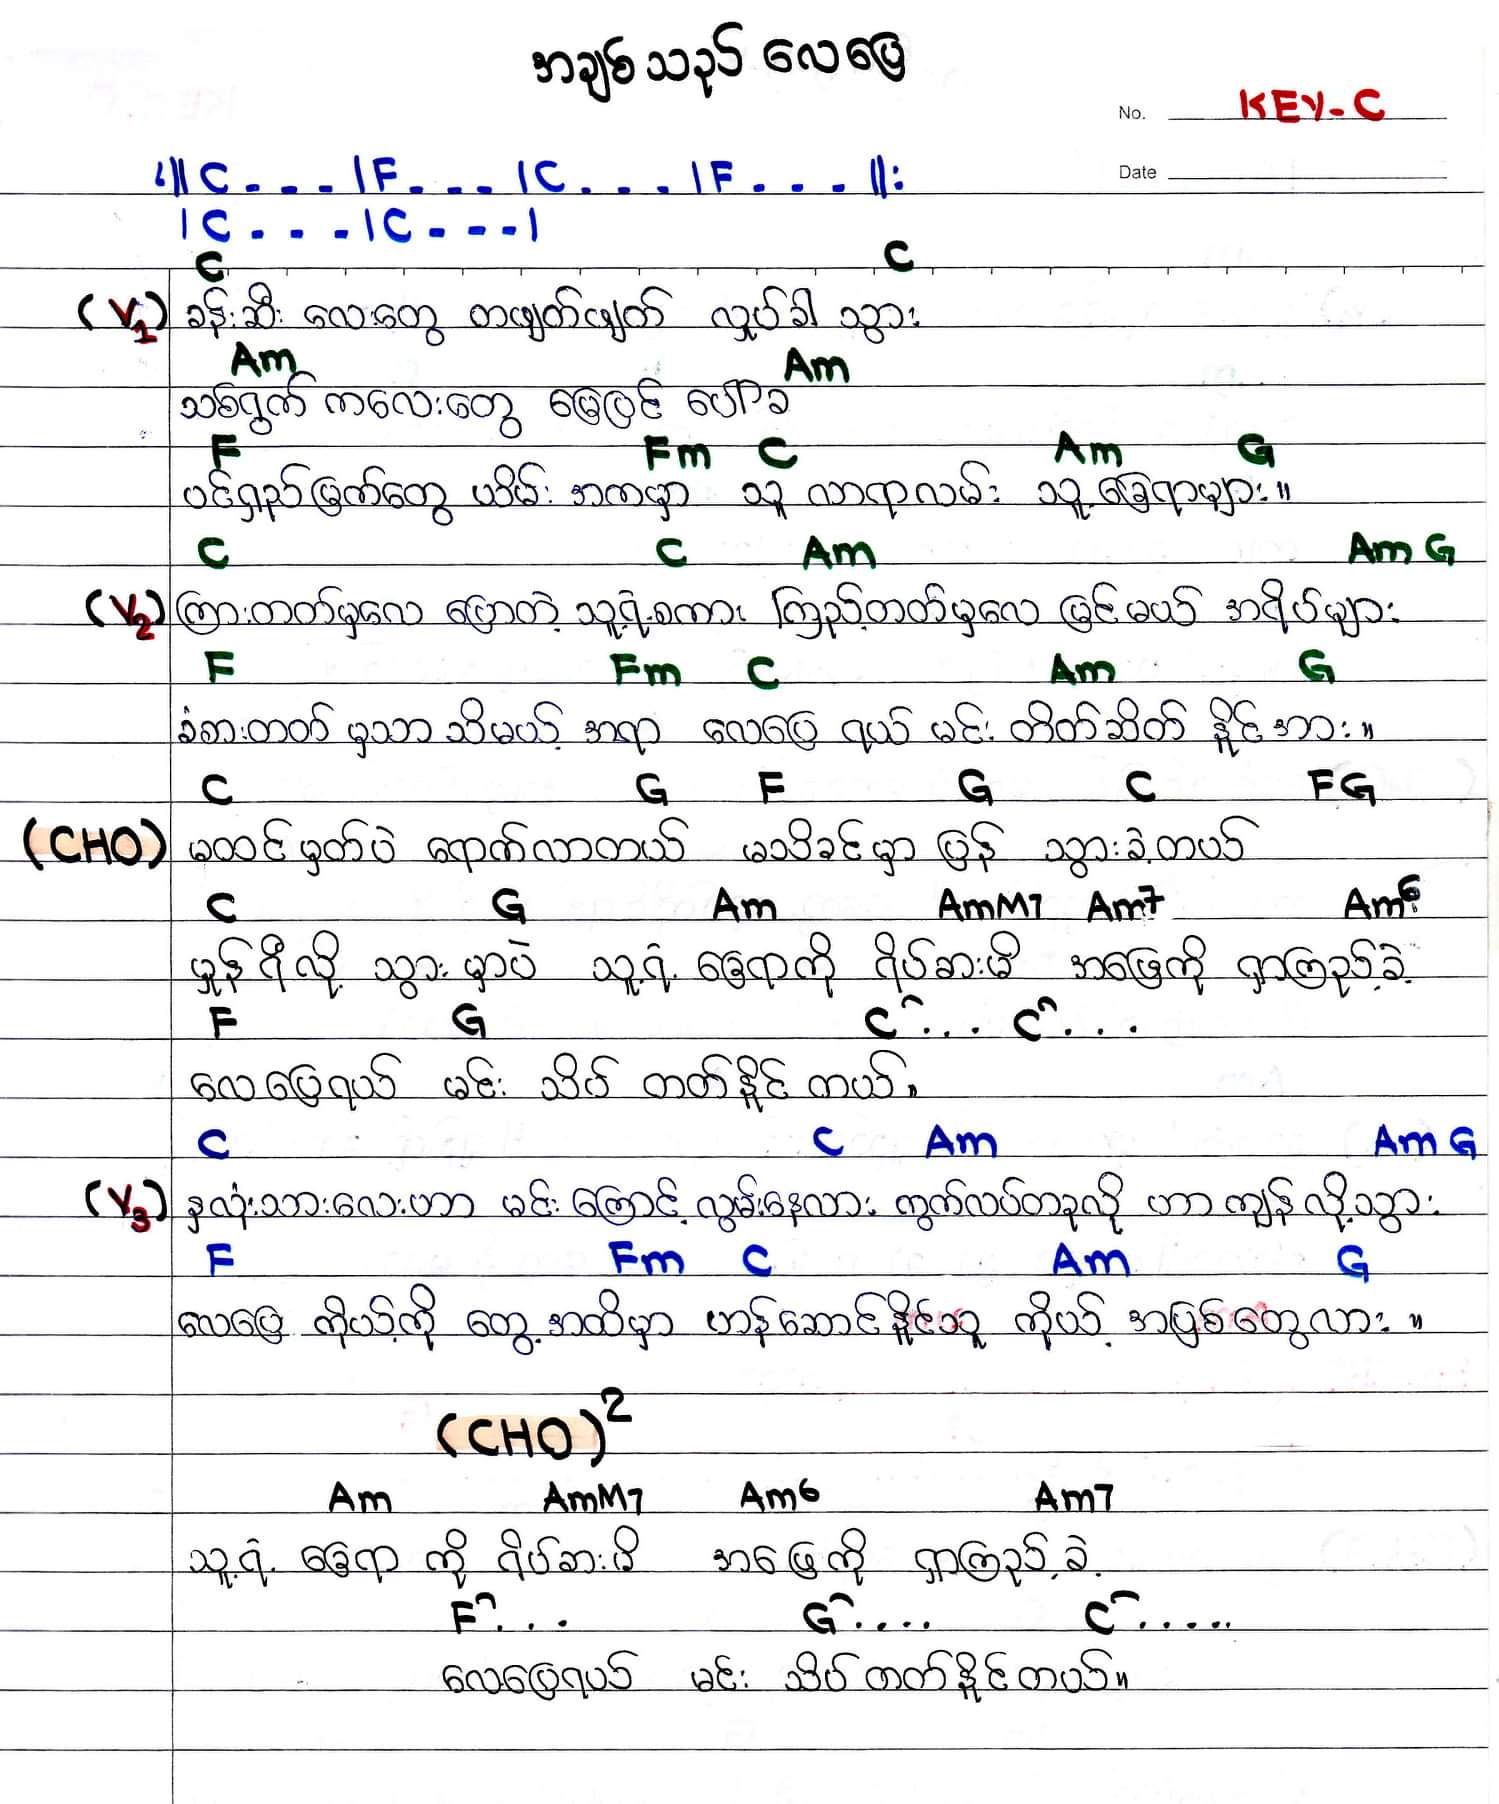 အချစ်သည် လေပြေ
No. KEY-C
Date
𝄆 C - - - | F - - - | C - - - | F - - - 𝄇
| C - - - | C - - - |
C C
(V1) ခန်းဆီး လေးတွေ တဖျတ်ဖျတ် လှုပ်ခါ သွား
Am Am
သစ်ရွက် ကလေးတွေ မြေပြင် ပေါ်ခ
F Fm C Am G
ပင်ရှည်မြက်တွေ ယိမ်း အကမှာ သူ လာရာလမ်း သူ့ ခြေရာများ။
C C Am Am G
(V2) ကြားတတ်မှလေ ပြောတဲ့ သူ့ရဲ့စကား ကြည့်တတ်မှလေ မြင်မယ် အရိပ်များ
F Fm C Am G
ခံစားတတ် မှသာ သိမယ့် အရာ လေပြေ ရယ် မင်း တိတ်ဆိတ် နိူင်အား။
C G F G C F G
(CHO) မထင်မှတ်ပဲ ရောက်လာတယ် မသိခင်မှာ ပြန် သွားခဲ့တယ်
C G Am AmM7 Am7 Am6
မှုန်ရီလို့ သွား မှာပဲ သူ့ရဲ့ ခြေရာကို ရိပ်ဖမ်းမိ အဖြေကို ရှာကြည့်ခဲ့
F G C . . . C . . .
လေပြေရယ် မင်း သိပ် တတ်နိူင် တယ်။
C C Am Am G
(V3) နှလုံးသားလေးဟာ မင်း ကြောင့် လွမ်းနေလား ကွက်လပ်တခုလို ဟာ ကျန် လို့သွား
F Fm C Am G
လေပြေ ကိုယ့်ကို တွေ့ အထိမှာ ဟန်ဆောင်နိူင်သူ ကိုယ့် အပြစ်တွေလား ။
(CHO)2
Am AmM7 Am6 Am7
သူ့ရဲ့ ခြေရာ ကို ရိပ်ဖမ်းမိ အဖြေကို ရှာကြည့်ခဲ့
F . . . G . . . . C . . . . . .
လေပြေရယ် မင်း သိပ်တတ်နိူင်တယ်။